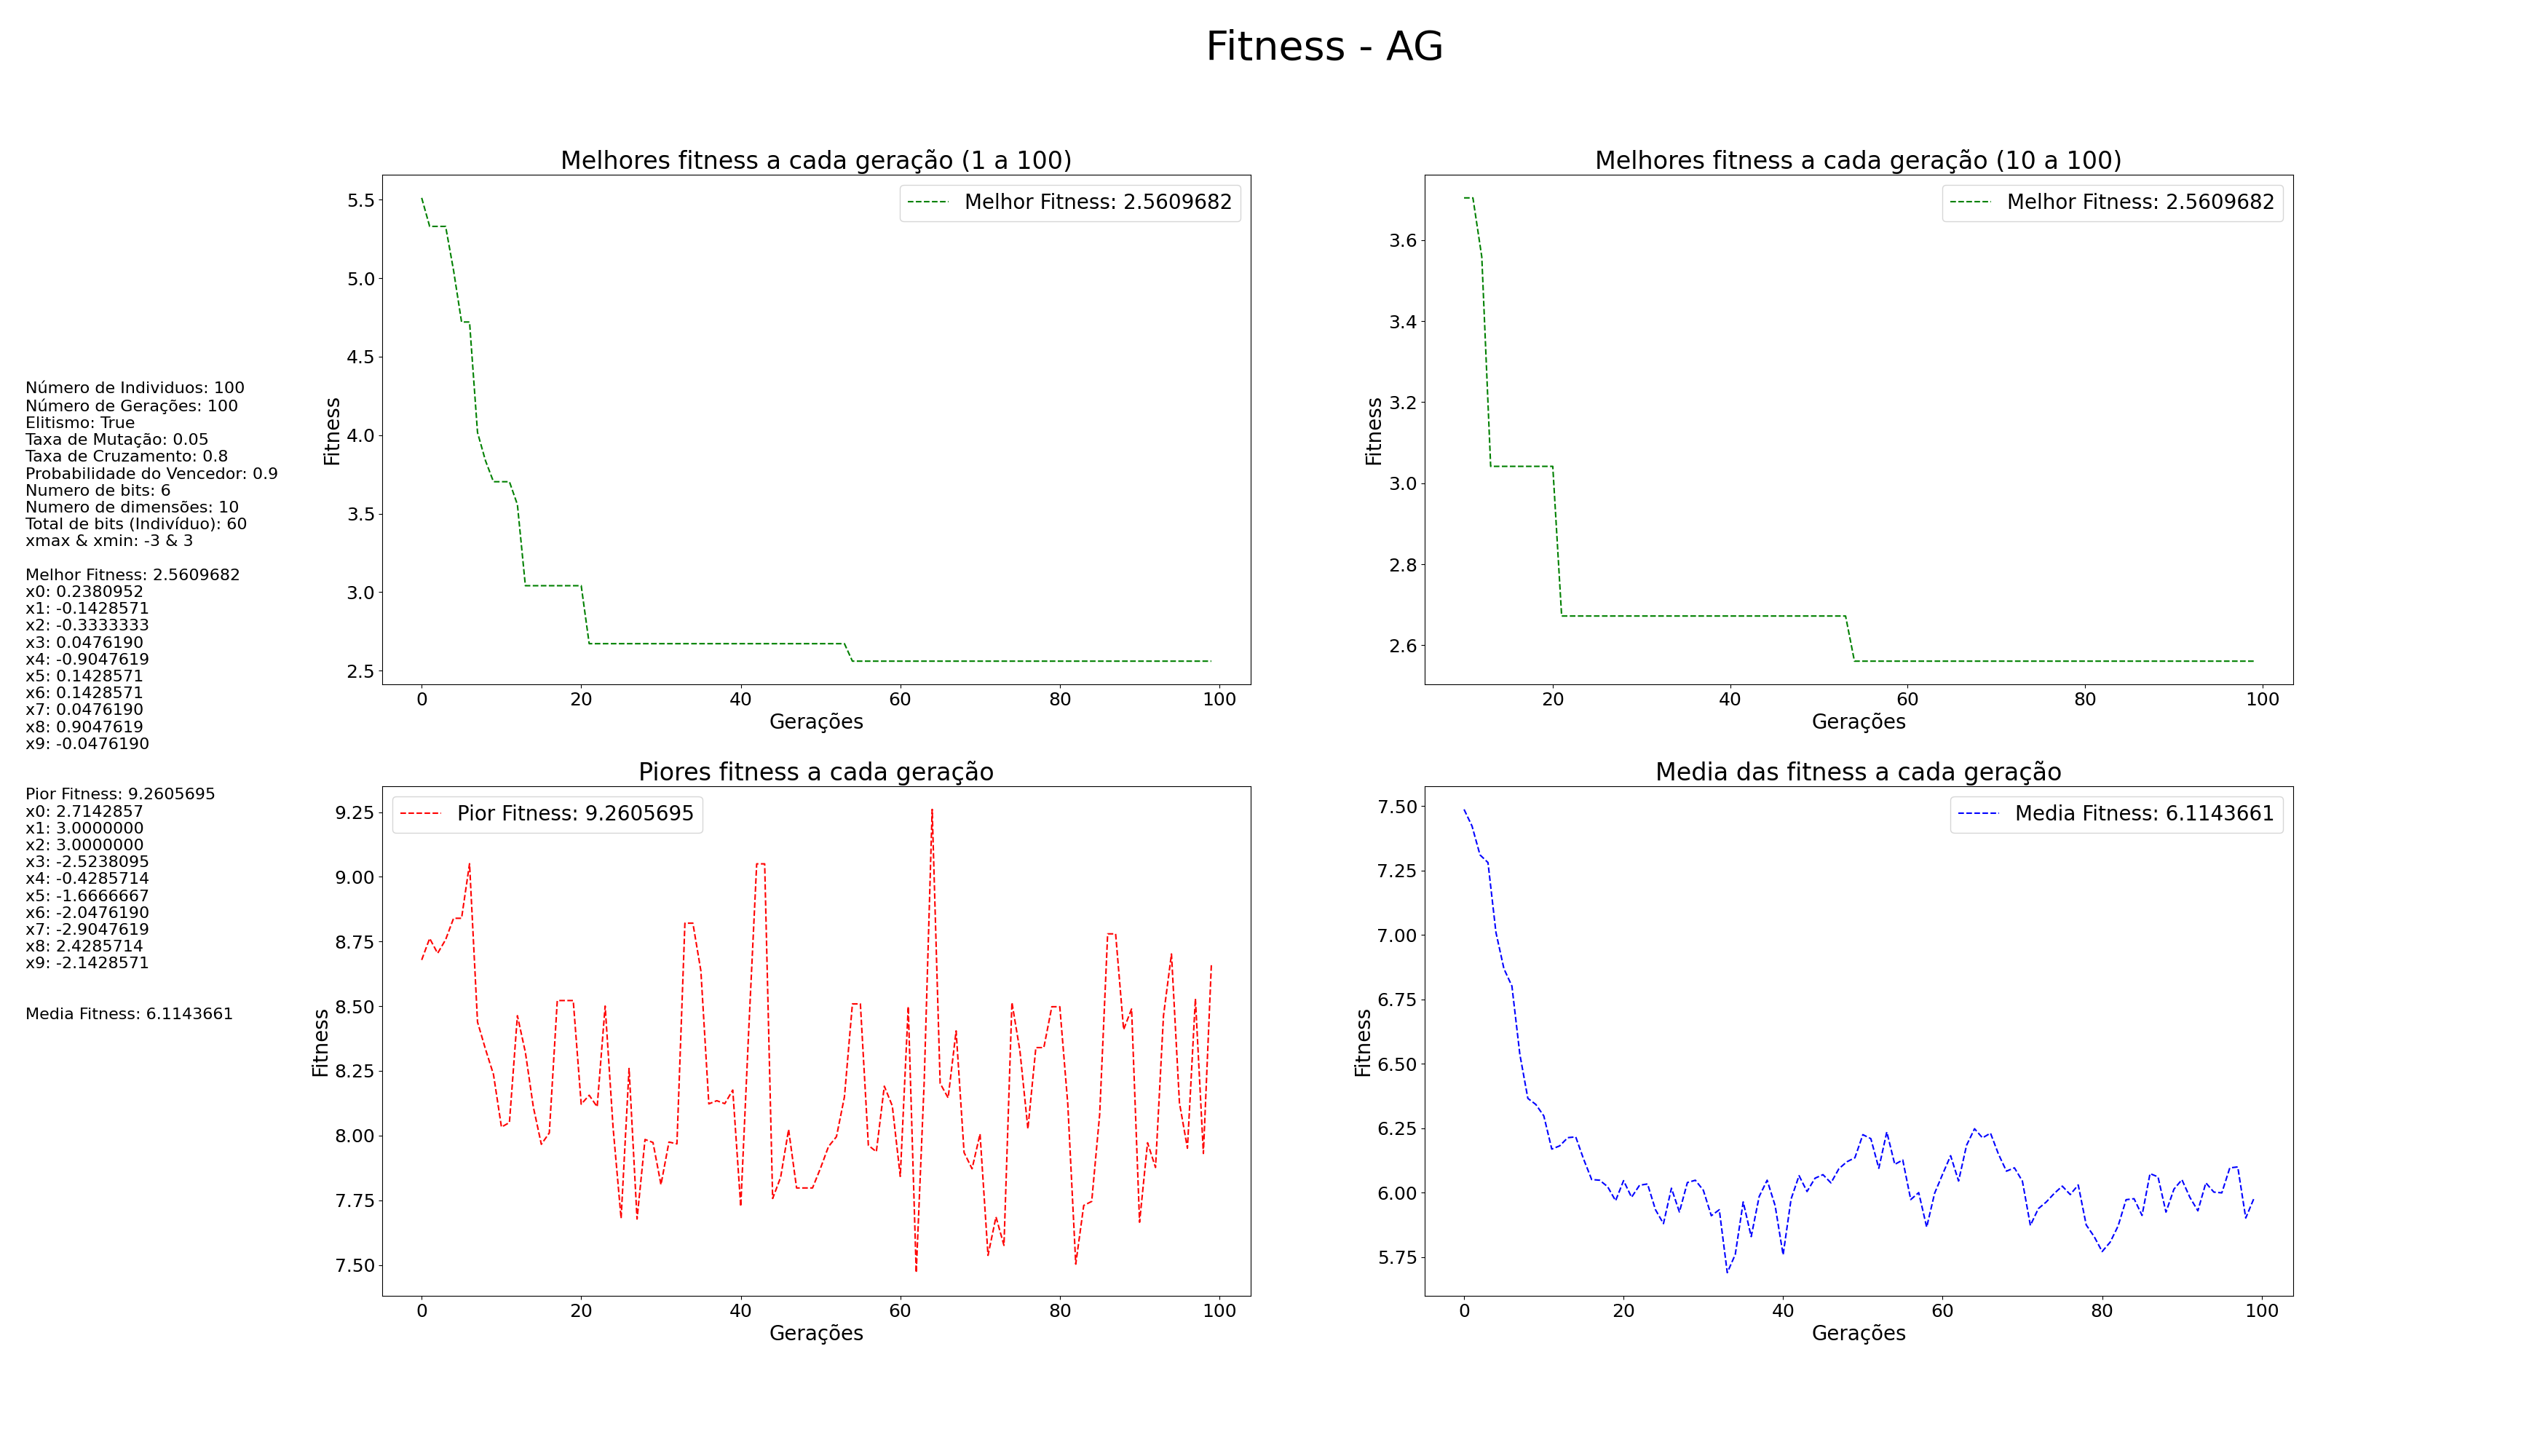 Fitness - AG
Número de Individuos: 100
Número de Gerações: 100
Elitismo: True
Taxa de Mutação: 0.05
Taxa de Cruzamento: 0.8
Probabilidade do Vencedor: 0.9
Numero de bits: 6
Numero de dimensões: 10
Total de bits (Indivíduo): 60
xmax & xmin: -3 & 3
Melhor Fitness: 2.5609682
x0: 0.2380952
x1: -0.1428571
x2: -0.3333333
x3: 0.0476190
x4: -0.9047619
x5: 0.1428571
x6: 0.1428571
x7: 0.0476190
x8: 0.9047619
x9: -0.0476190
Pior Fitness: 9.2605695
x0: 2.7142857
x1: 3.0000000
x2: 3.0000000
x3: -2.5238095
x4: -0.4285714
x5: -1.6666667
x6: -2.0476190
x7: -2.9047619
x8: 2.4285714
x9: -2.1428571
Media Fitness: 6.1143661
Melhores fitness a cada geração (1 a 100)
Melhor Fitness: 2.5609682
Fitness
5.5
5.0
4.5
4.0
3.5
3.0
2.5
0 20 40 60 80 100
Gerações
Melhores fitness a cada geração (10 a 100)
Melhor Fitness: 2.5609682
Fitness
3.6
3.4
3.2
3.0
2.8
2.6
20 40 60 80 100
Gerações
Piores fitness a cada geração
Pior Fitness: 9.2605695
Fitness
9.25
9.00
8.75
8.50
8.25
8.00
7.75
7.50
0 20 40 60 80 100
Gerações
Media das fitness a cada geração
Media Fitness: 6.1143661
Fitness
7.50
7.25
7.00
6.75
6.50
6.25
6.00
5.75
0 20 40 60 80 100
Gerações